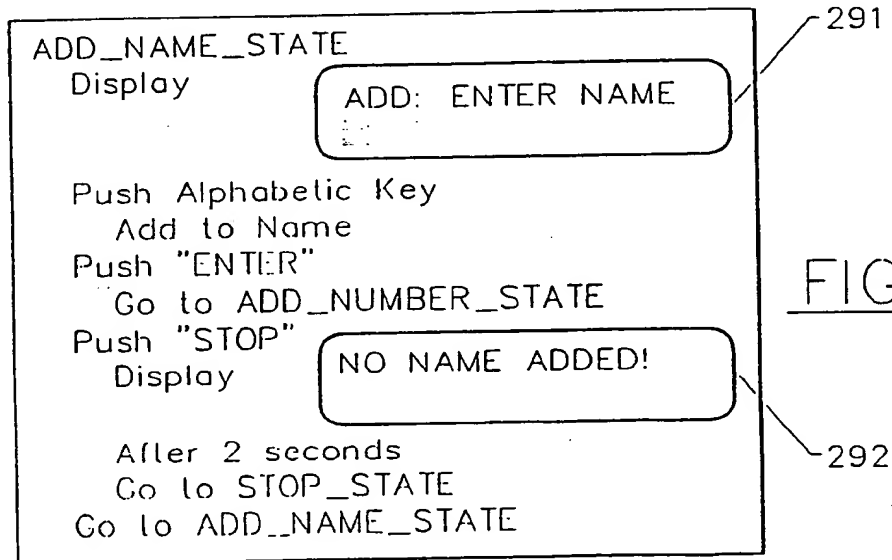 291
ADD_NAME_STATE
Display
ADD: ENTER NAME
Push Alphabetic Key
Add to Name
Push "ENTER"
Go to ADD_NUMBER_STATE
FIG
Push "STOP"
Display
NO NAME ADDED!
After 2 seconds
Go to STOP_STATE
292
Go to ADD_NAME_STATE